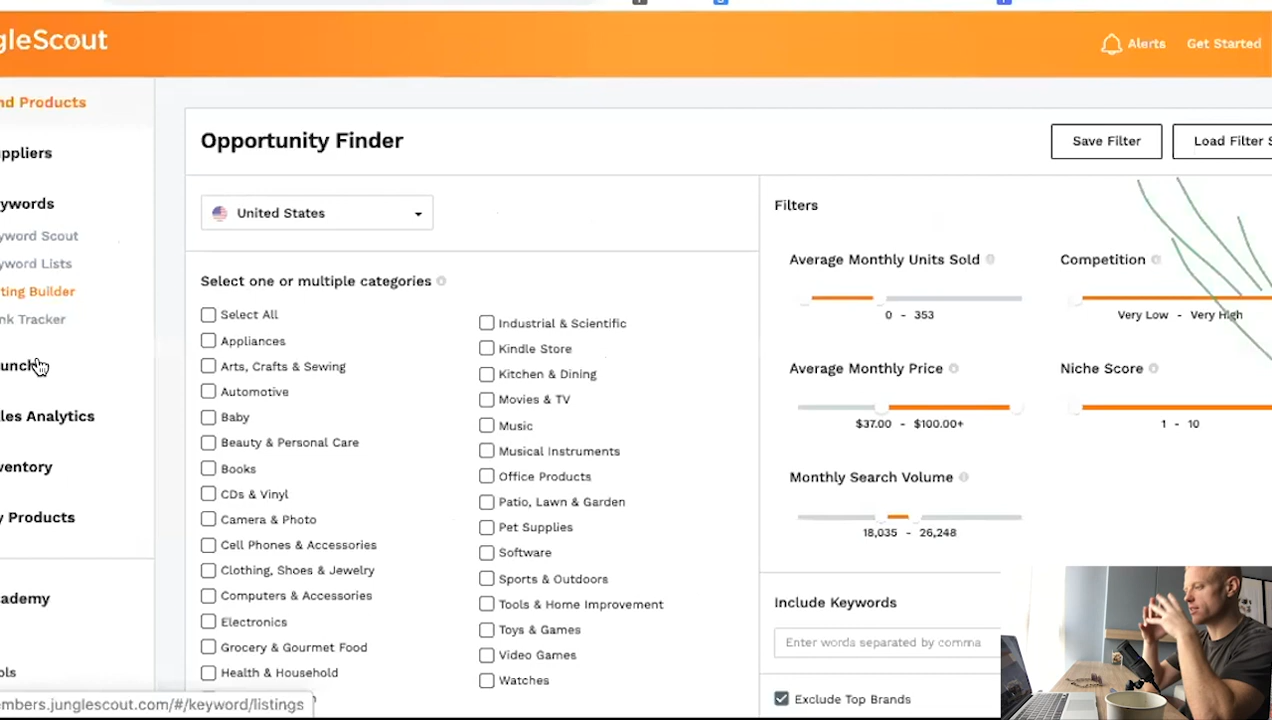 gleScout
Alerts
Get Started
nd Products
ppliers
ywords
yword Scout
yword Lists
ting Builder
nk Tracker
unch
les Analytics
ventory
y Products
ademy
ols
Opportunity Finder
Save Filter
Load Filter S
United States
Select one or multiple categories
Select All
Appliances
Arts, Crafts & Sewing
Automotive
Baby
Beauty & Personal Care
Books
CDs & Vinyl
Camera & Photo
Cell Phones & Accessories
Clothing, Shoes & Jewelry
Computers & Accessories
Electronics
Grocery & Gourmet Food
Health & Household
Industrial & Scientific
Kindle Store
Kitchen & Dining
Movies & TV
Music
Musical Instruments
Office Products
Patio, Lawn & Garden
Pet Supplies
Software
Sports & Outdoors
Tools & Home Improvement
Toys & Games
Video Games
Watches
Filters
Average Monthly Units Sold
0 - 353
Competition
Very Low - Very High
Average Monthly Price
$37.00 - $100.00+
Niche Score
1 - 10
Monthly Search Volume
18,035 - 26,248
Include Keywords
Enter words separated by comma
Exclude Top Brands
mbers.junglescout.com/#/keyword/listings